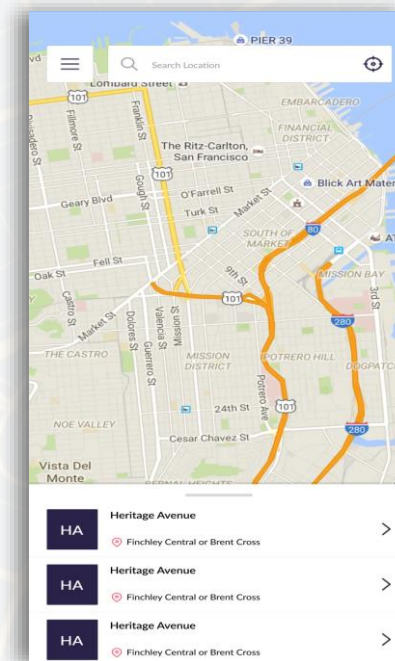 PIER 39
vd
Search Location
Lombard Street
101
EMBARCADERO
Fillmore St
Franklin St
FINANCIAL
DISTRICT
The Ritz-Carlton,
San Francisco
101
Gough St
Blick Art Mater
Geary Blvd
O'Farrell St
Turk St
Market St
SOUTH OF
MARKET
80
AT
Fell St
Oak St
9th St
MISSION BAY
101
3rd St
Castro St
Market St
Dolores St
Guerrero St
Valencia St
Mission St
280
THE CASTRO
MISSION
DISTRICT
POTRERO HILL
DOGPATCH
Potrero Ave
101
24th St
NOE VALLEY
280
Cesar Chavez St
Vista Del
Monte
BERNAL HEIGHTS
HA
Heritage Avenue
Finchley Central or Brent Cross
HA
Heritage Avenue
Finchley Central or Brent Cross
HA
Heritage Avenue
Finchley Central or Brent Cross